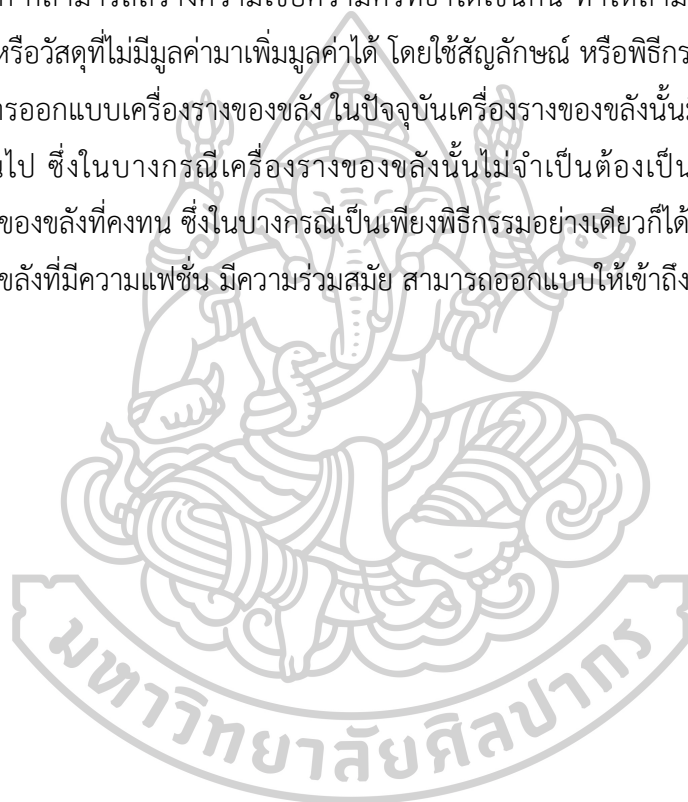 หรือวัสดุที่ไม่มีมูลค่ามาเพิ่มมูลค่าได้ โดยใช้สัญลักษณ์ หรือพิธีกร
ารออกแบบเครื่องรางของขลัง ในปัจจุบันเครื่องรางของขลังนั้น
นไป ซึ่งในบางกรณีเครื่องรางของขลังนั้นไม่จำเป็นต้องเป็น
ของขลังที่คงทน ซึ่งในบางกรณีเป็นเพียงพิธีกรรมอย่างเดียวก็ได้
ขลังที่มีความแฟชั่น มีความร่วมสมัย สามารถออกแบบให้เข้าถึง
มหาวิทยาลัยศิลปากร